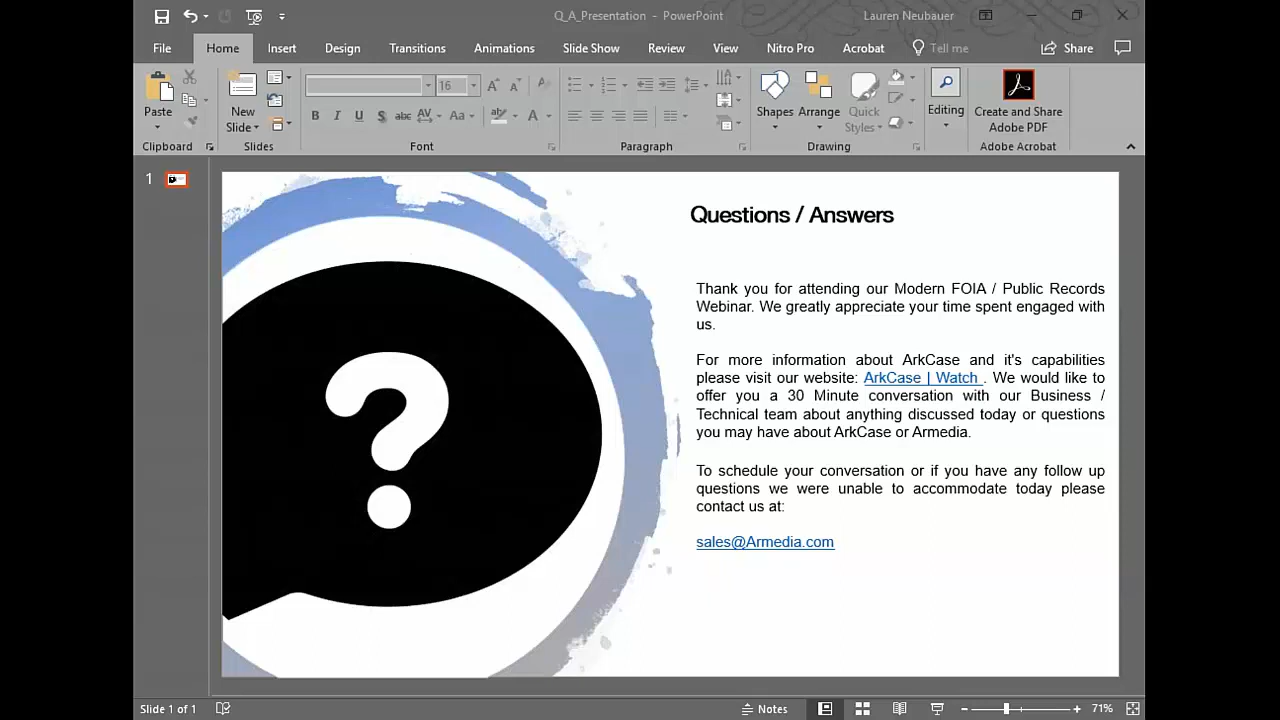 Q_A_Presentation - PowerPoint
Lauren Neubauer
File Home Insert Design Transitions Animations Slide Show Review View Nitro Pro Acrobat Tell me Share
16
Paste
New
Slide
B I U S abc AV Aa A
Shapes Arrange Quick
Styles
Editing
Create and Share
Adobe PDF
Clipboard Slides Font Paragraph Drawing Adobe Acrobat
1
Questions / Answers
Thank you for attending our Modern FOIA / Public Records
Webinar. We greatly appreciate your time spent engaged with
us.
For more information about ArkCase and it's capabilities
please visit our website: ArkCase | Watch . We would like to
offer you a 30 Minute conversation with our Business /
Technical team about anything discussed today or questions
you may have about ArkCase or Armedia.
To schedule your conversation or if you have any follow up
questions we were unable to accommodate today please
contact us at:
sales@Armedia.com
?
Slide 1 of 1
Notes
71%